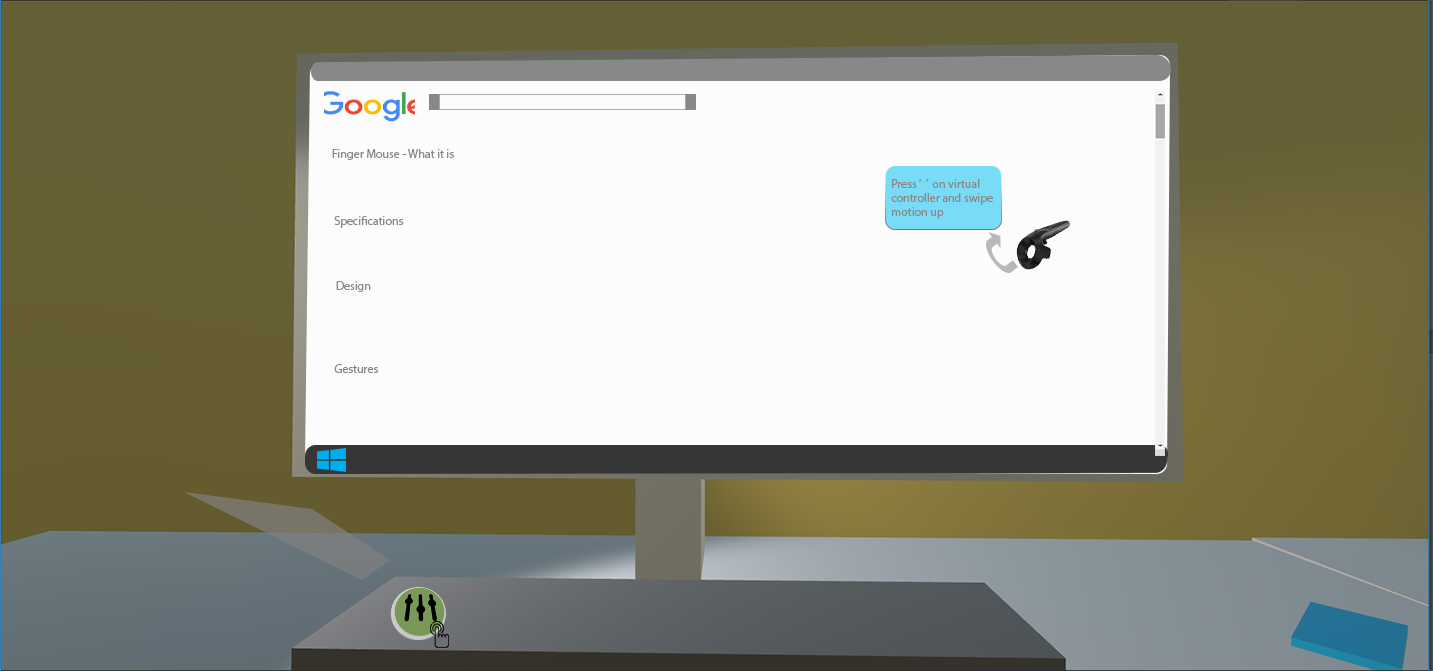 Google
Finger Mouse - What it is
Press ‘ ’ on virtual
controller and swipe
motion up
Specifications
Design
Gestures